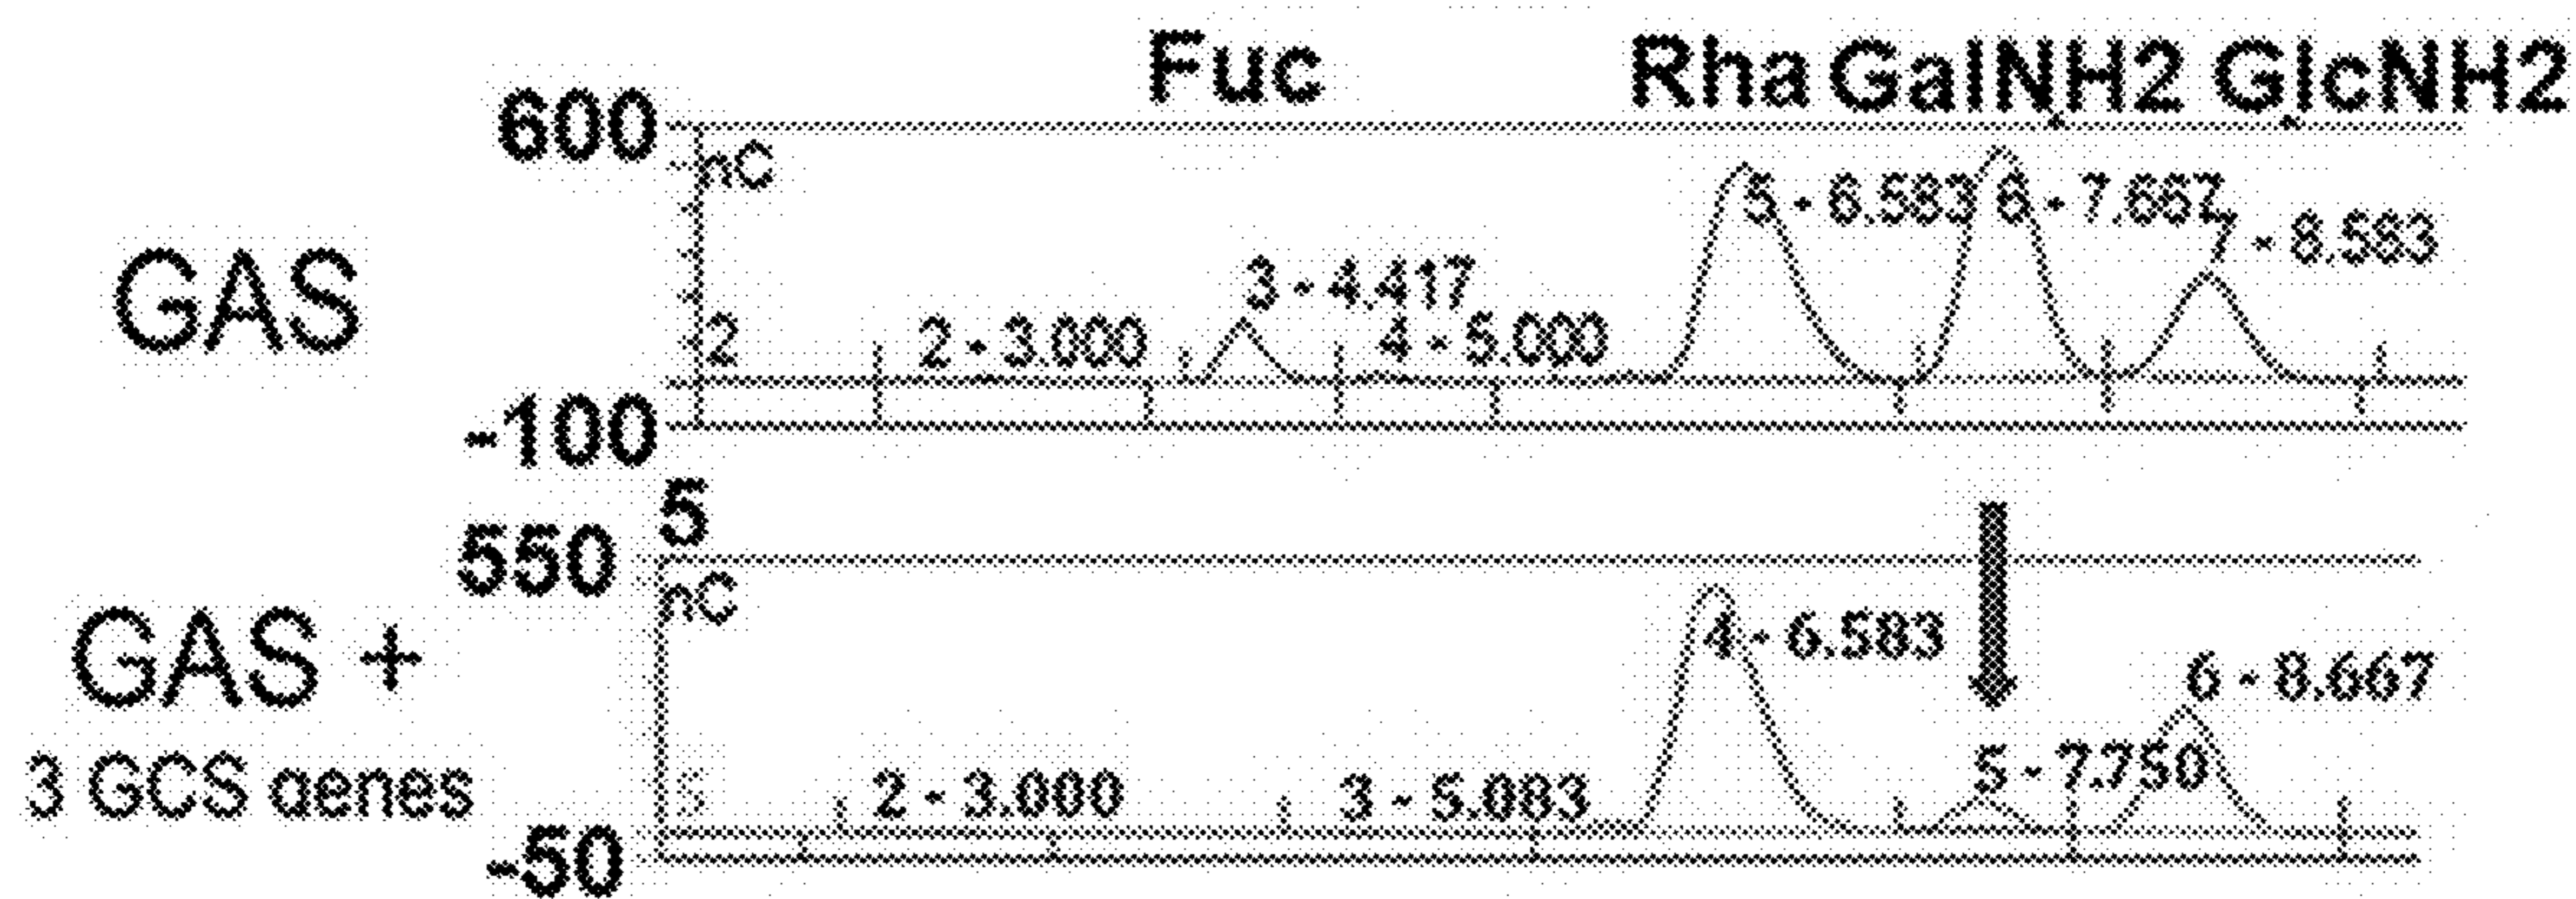 Fuc Rha GalNH2 GlcNH2
600
nC
GAS
5 - 6.583 6 - 7.667
7 - 8.583
3 - 4.417
2 2 - 3.000 4 - 5.000
-100
5
550
nC
GAS +
4 - 6.583
6 - 8.667
3 GCS genes
5 - 7.750
5 2 - 3.000 3 - 5.083
-50